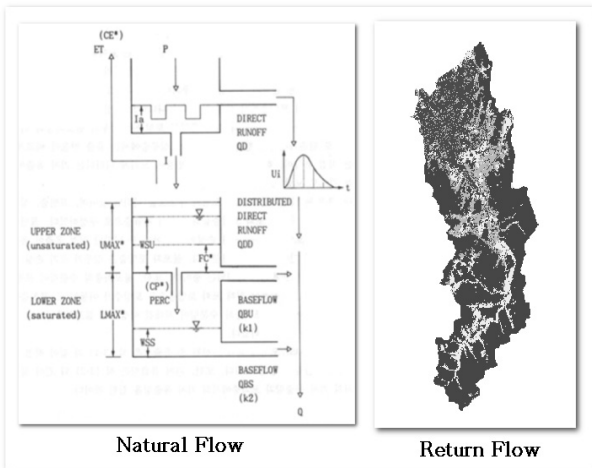 (CE*)
ET
P
Ia
I
DIRECT
RUNOFF
QD
Ui
t
DISTRIBUTED
DIRECT
RUNOFF
QDD
UPPER ZONE
(unsaturated)
UMAX*
WSU
FC*
(CP*)
PERC
LOWER ZONE
(saturated)
LMAX*
WSS
BASEFLOW
QBU
(k1)
BASEFLOW
QBS
(k2)
Q
Natural Flow
Return Flow